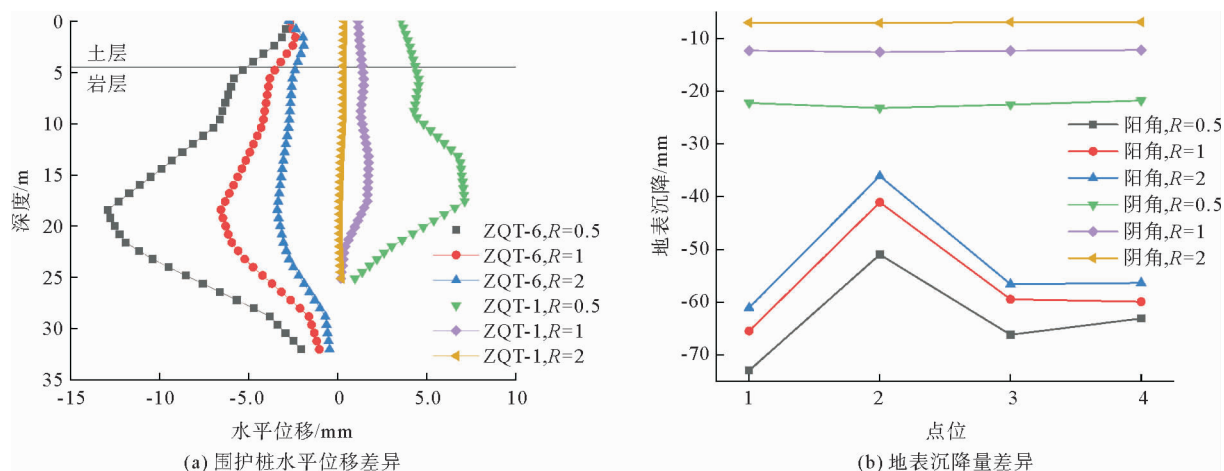 0
5
10
15
20
25
30
35
深度/m
土层
岩层
ZQT-6,R=0.5
ZQT-6,R=1
ZQT-6,R=2
ZQT-1,R=0.5
ZQT-1,R=1
ZQT-1,R=2
-15 -10 -5.0 0 5.0 10
水平位移/mm
(a) 围护桩水平位移差异
-10
-20
-30
-40
-50
-60
-70
地表沉降/mm
阳角,R=0.5
阳角,R=1
阳角,R=2
阴角,R=0.5
阴角,R=1
阴角,R=2
1 2 3 4
点位
(b) 地表沉降量差异